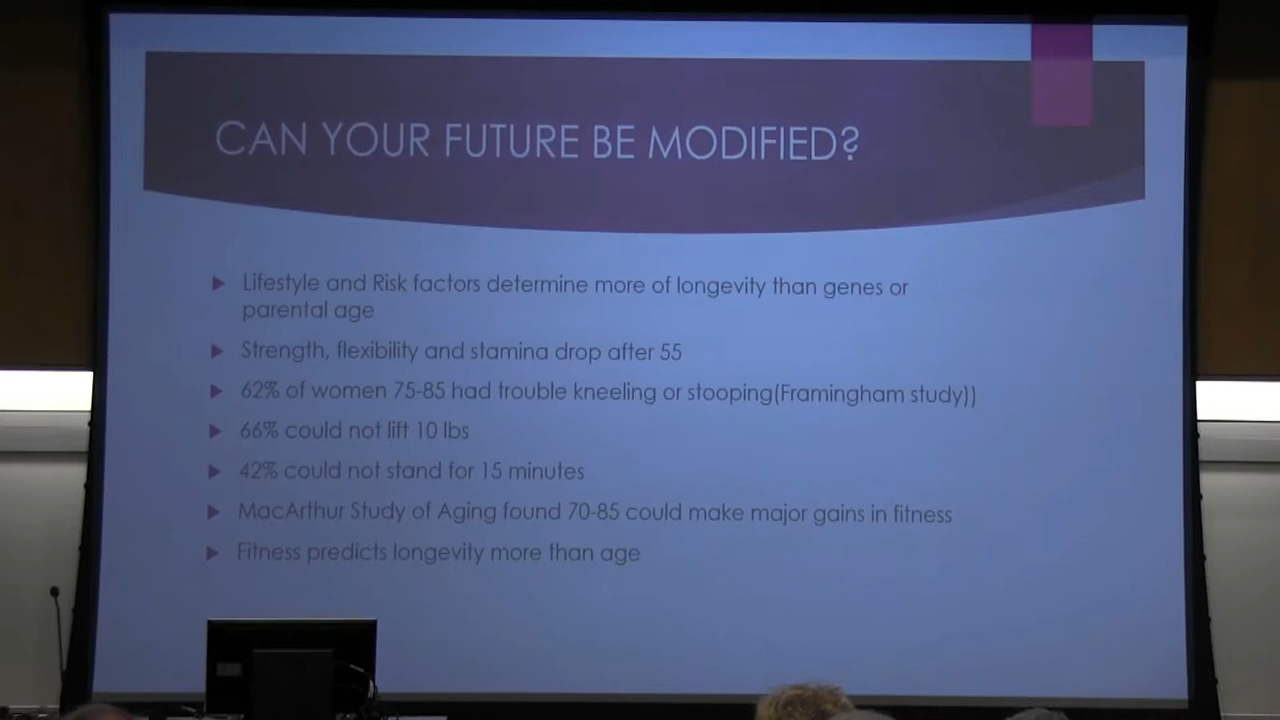 CAN YOUR FUTURE BE MODIFIED?
Lifestyle and Risk factors determine more of longevity than genes or
parental age
Strength, flexibility and stamina drop after 55
62% of women 75-85 had trouble kneeling or stooping(Framingham study))
66% could not lift 10 lbs
42% could not stand for 15 minutes
MacArthur Study of Aging found 70-85 could make major gains in fitness
Fitness predicts longevity more than age